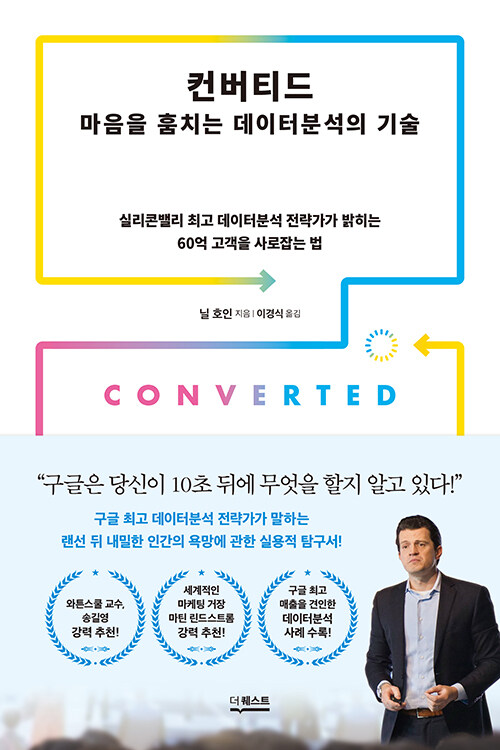 컨버티드
마음을 훔치는 데이터분석의 기술
실리콘밸리 최고 데이터분석 전략가가 밝히는
60억 고객을 사로잡는 법
닐 호인 지음 | 이경식 옮김
CONVERTED
“구글은 당신이 10초 뒤에 무엇을 할지 알고 있다!”
구글 최고 데이터분석 전략가가 말하는
랜선 뒤 내밀한 인간의 욕망에 관한 실용적 탐구서!
와튼스쿨 교수,
송길영
강력 추천!
세계적인
마케팅 거장
마틴 린드스트롬
강력 추천!
구글 최고
매출을 견인한
데이터분석
사례 수록!
더퀘스트